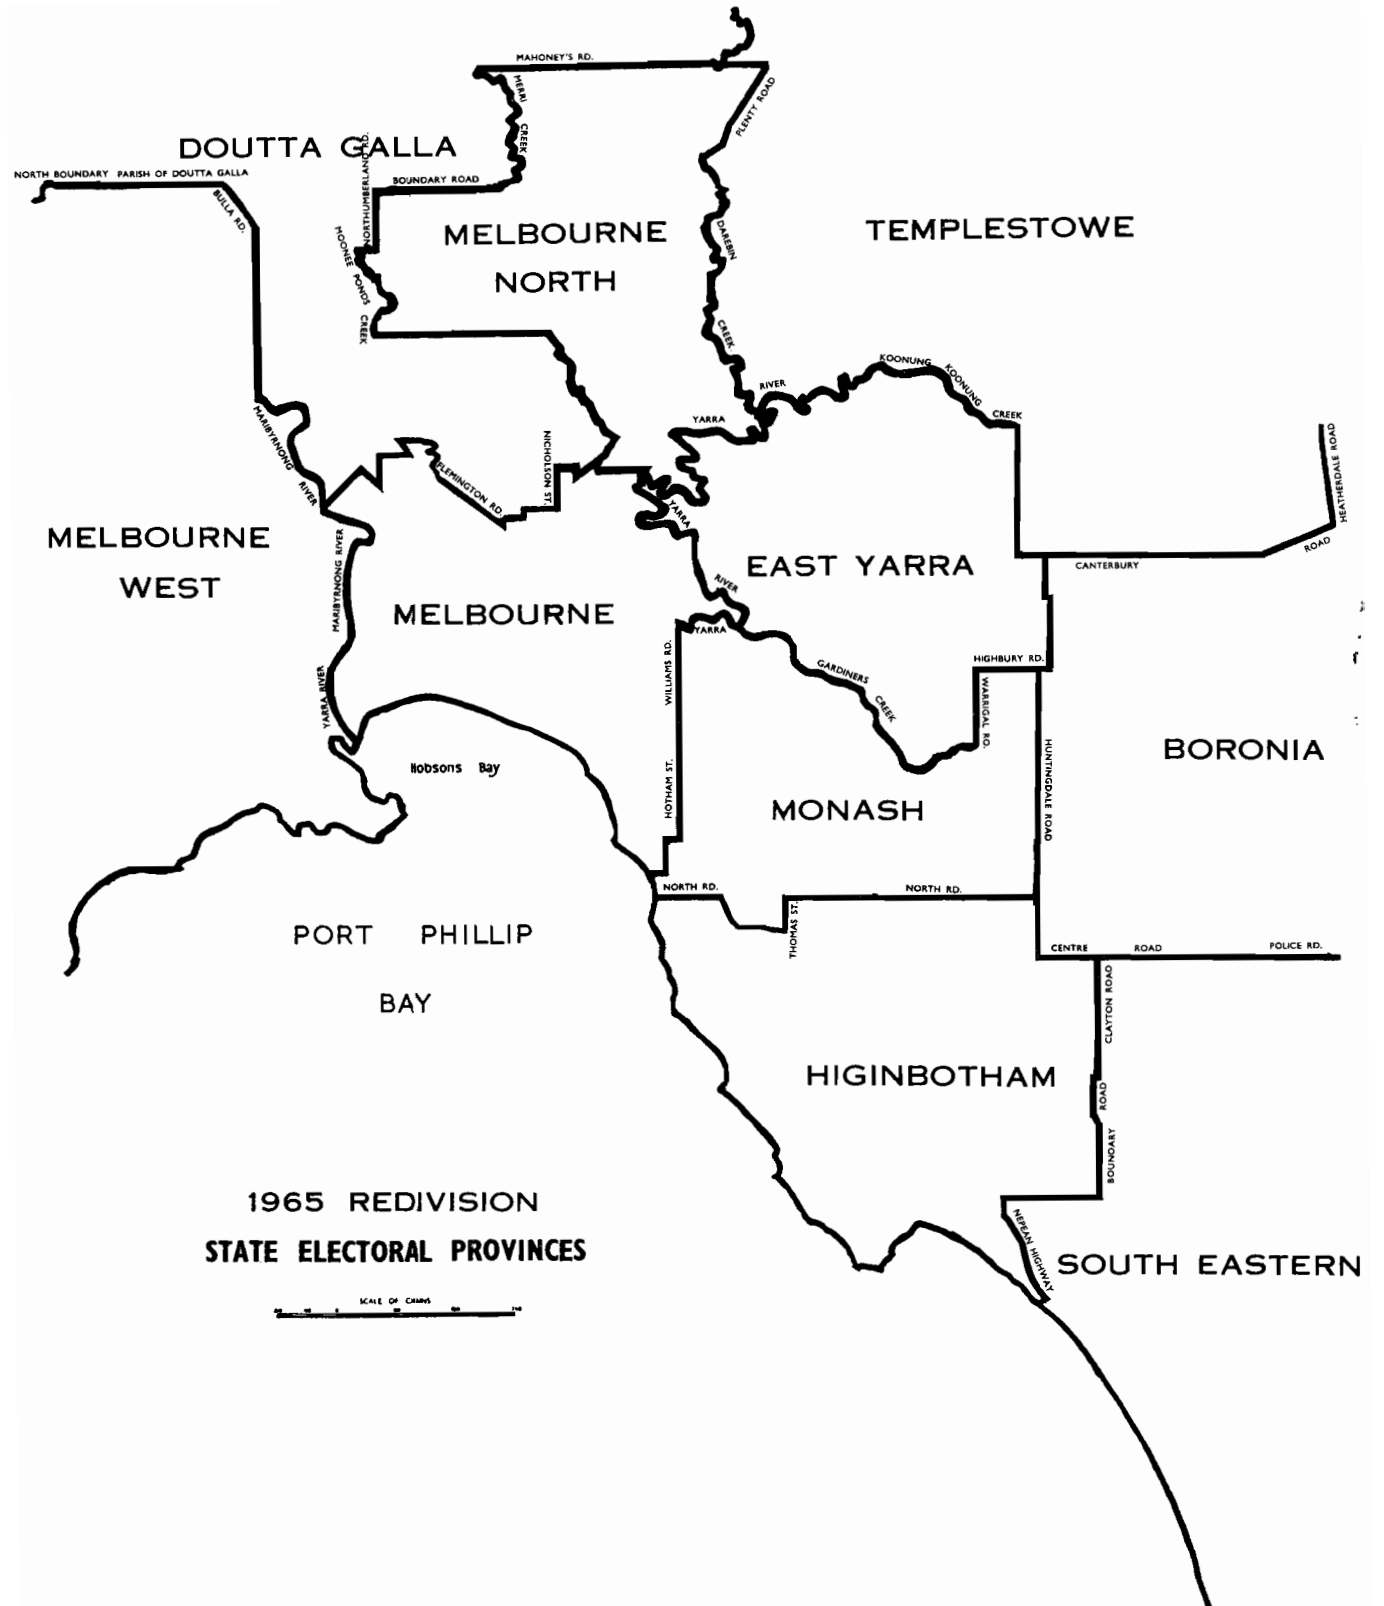 MAHONEY'S RD.
MERRI
CREEK
PLENTY ROAD
DOUTTA GALLA
NORTHUMBERLAND RD.
NORTH BOUNDARY PARISH OF DOUTTA GALLA
BOUNDARY ROAD
BULLA RD.
MELBOURNE
NORTH
TEMPLESTOWE
DAREBIN
CREEK
MOONEE PONDS CREEK
KOONUNG
KOONUNG
CREEK
RIVER
YARRA
MARIBYRNONG
RIVER
NICHOLSON ST.
FLEMINGTON RD.
HEATHERDALE ROAD
YARRA
RIVER
MELBOURNE
WEST
MARIBYRNONG RIVER
EAST YARRA
CANTERBURY
ROAD
MELBOURNE
YARRA
WILLIAMS RD.
GARDINERS
CREEK
HIGHBURY RD.
WARRIGAL RD.
YARRA RIVER
HUNTINGDALE ROAD
BORONIA
Hobsons Bay
HOTHAM ST.
MONASH
NORTH RD.
NORTH RD.
THOMAS ST.
PORT PHILLIP
BAY
CENTRE
ROAD
POLICE RD.
CLAYTON ROAD
HIGINBOTHAM
ROAD
BOUNDARY
1965 REDIVISION
STATE ELECTORAL PROVINCES
NEPEAN HIGHWAY
SOUTH EASTERN
SCALE OF CHAINS